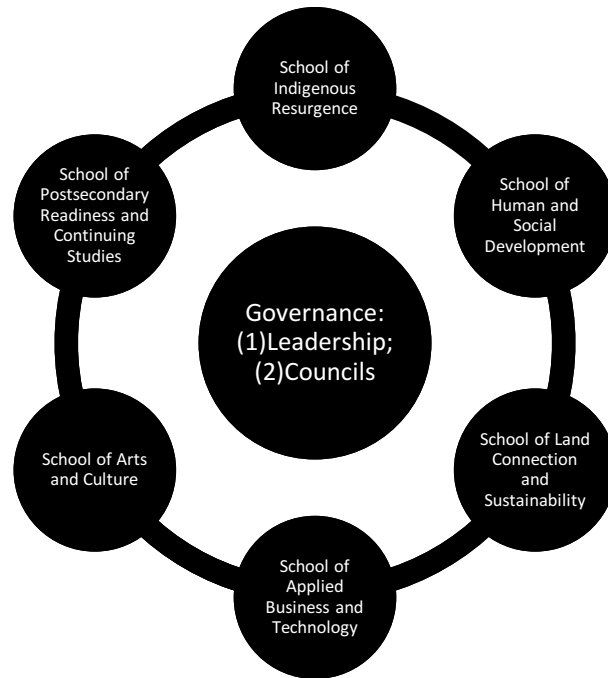 School of
Indigenous
Resurgence
School of
Human and
Social
Development
School of Land
Connection
and
Sustainability
School of
Applied
Business and
Technology
School of Arts
and Culture
School of
Postsecondary
Readiness and
Continuing
Studies
Governance:
(1)Leadership;
(2)Councils